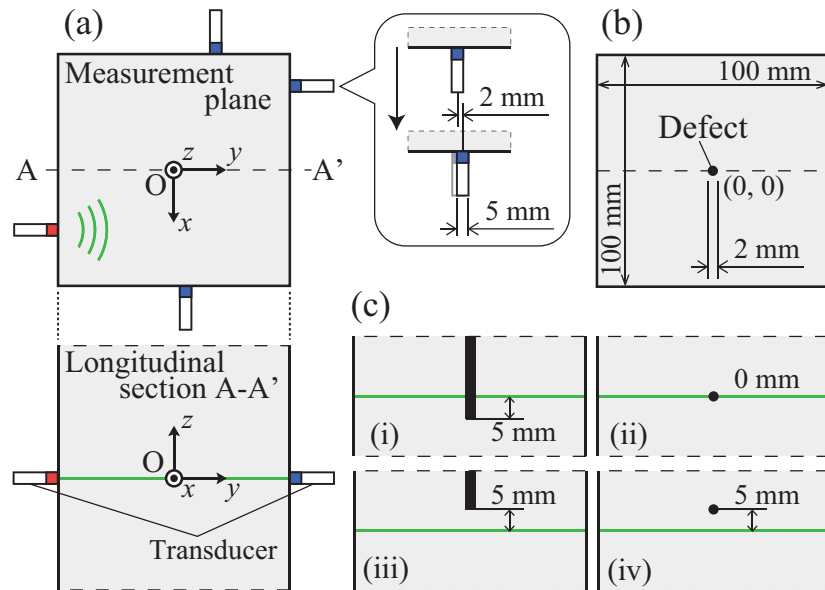 (a)
Measurement
plane
A
A'
z
y
O
x
2 mm
5 mm
(b)
100 mm
Defect
(0, 0)
100 mm
2 mm
Longitudinal
section A-A'
z
O
x
y
Transducer
(c)
(i)
5 mm
0 mm
(ii)
5 mm
(iii)
5 mm
(iv)